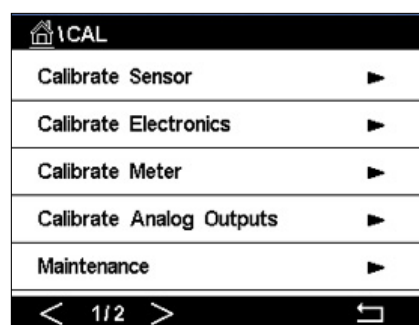 \CAL
Calibrate Sensor
Calibrate Electronics
Calibrate Meter
Calibrate Analog Outputs
Maintenance
< 1/2 >